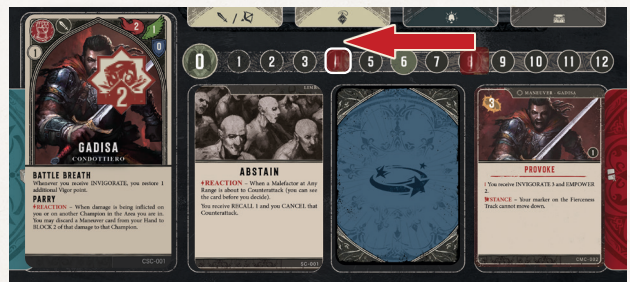 1
2
1
0
2
GADISA
CONDOTTIERO
BATTLE BREATH
Whenever you receive INVIGORATE, you restore 1
additional Vigor point.
PARRY
REACTION – When damage is being inflicted on
you or on another Champion in the Area you are in.
You may discard a Maneuver card from your Hand to
BLOCK 2 of that damage to that Champion.
CSC-001
/
0 1 2 3 4 5 6 7 8 9 10 11 12
ABSTAIN
REACTION – When a Malefactor at Any
Range is about to Counterattack (you can see
the card before you decide).
You receive RECALL 1 and you CANCEL that
Counterattack.
SC-001
MANEUVER - GADISA
3
1
PROVOKE
You receive INVIGORATE 3 and EMPOWER
2.
STANCE – Your marker on the Fierceness
Track cannot move down.
CMC-002